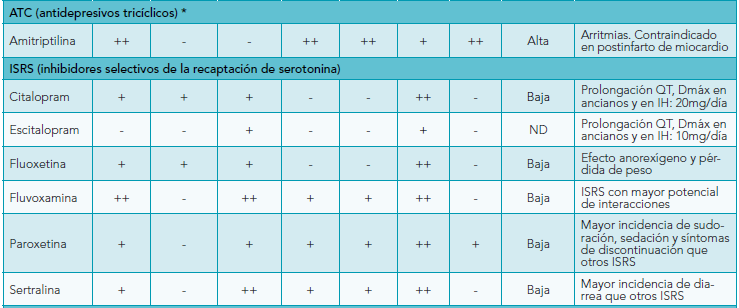 ATC (antidepresivos tricíclicos) *
Amitriptilina ++ - - ++ ++ + ++ Alta Arritmias. Contraindicado
en postinfarto de miocardio
ISRS (inhibidores selectivos de la recaptación de serotonina)
Citalopram + + + - - ++ - Baja Prolongación QT, Dmáx en
ancianos y en IH: 20mg/día
Escitalopram - - + - - + - ND Prolongación QT, Dmáx en
ancianos y en IH: 10mg/día
Fluoxetina + + + - - ++ - Baja Efecto anorexígeno y pér-
dida de peso
Fluvoxamina ++ - ++ + + ++ - Baja ISRS con mayor potencial
de interacciones
Paroxetina + - + + + ++ + Baja Mayor incidencia de sudo-
ración, sedación y síntomas
de discontinuación que
otros ISRS
Sertralina + - ++ + + ++ - Baja Mayor incidencia de dia-
rrea que otros ISRS